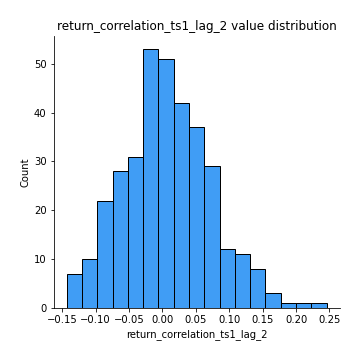 return_correlation_ts1_lag_2 value distribution
50
40
30
20
10
0
Count
−0.15 −0.10 −0.05 0.00 0.05 0.10 0.15 0.20 0.25
return_correlation_ts1_lag_2